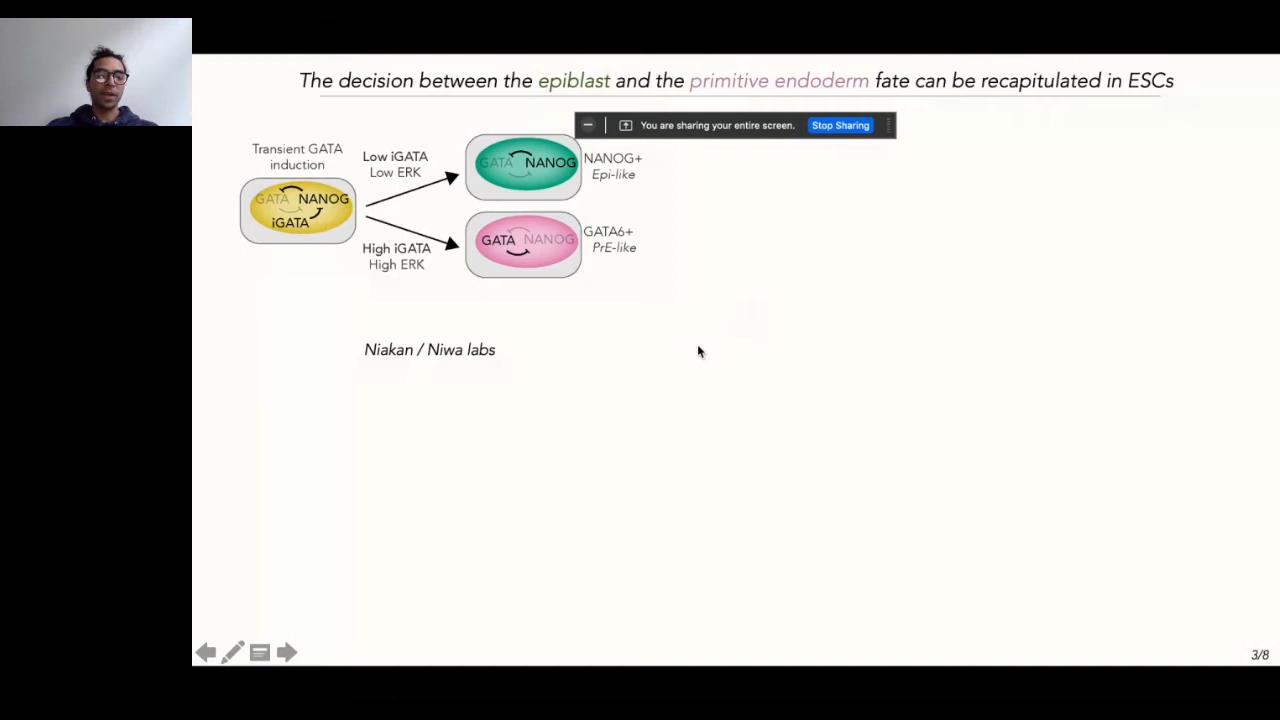 The decision between the epiblast and the primitive endoderm fate can be recapitulated in ESCs
You are sharing your entire screen. Stop Sharing
Transient GATA
induction
GATA NANOG
iGATA
Low iGATA
Low ERK
High iGATA
High ERK
GATA NANOG
NANOG+
Epi-like
GATA NANOG
GATA6+
PrE-like
Niakan / Niwa labs
3/8